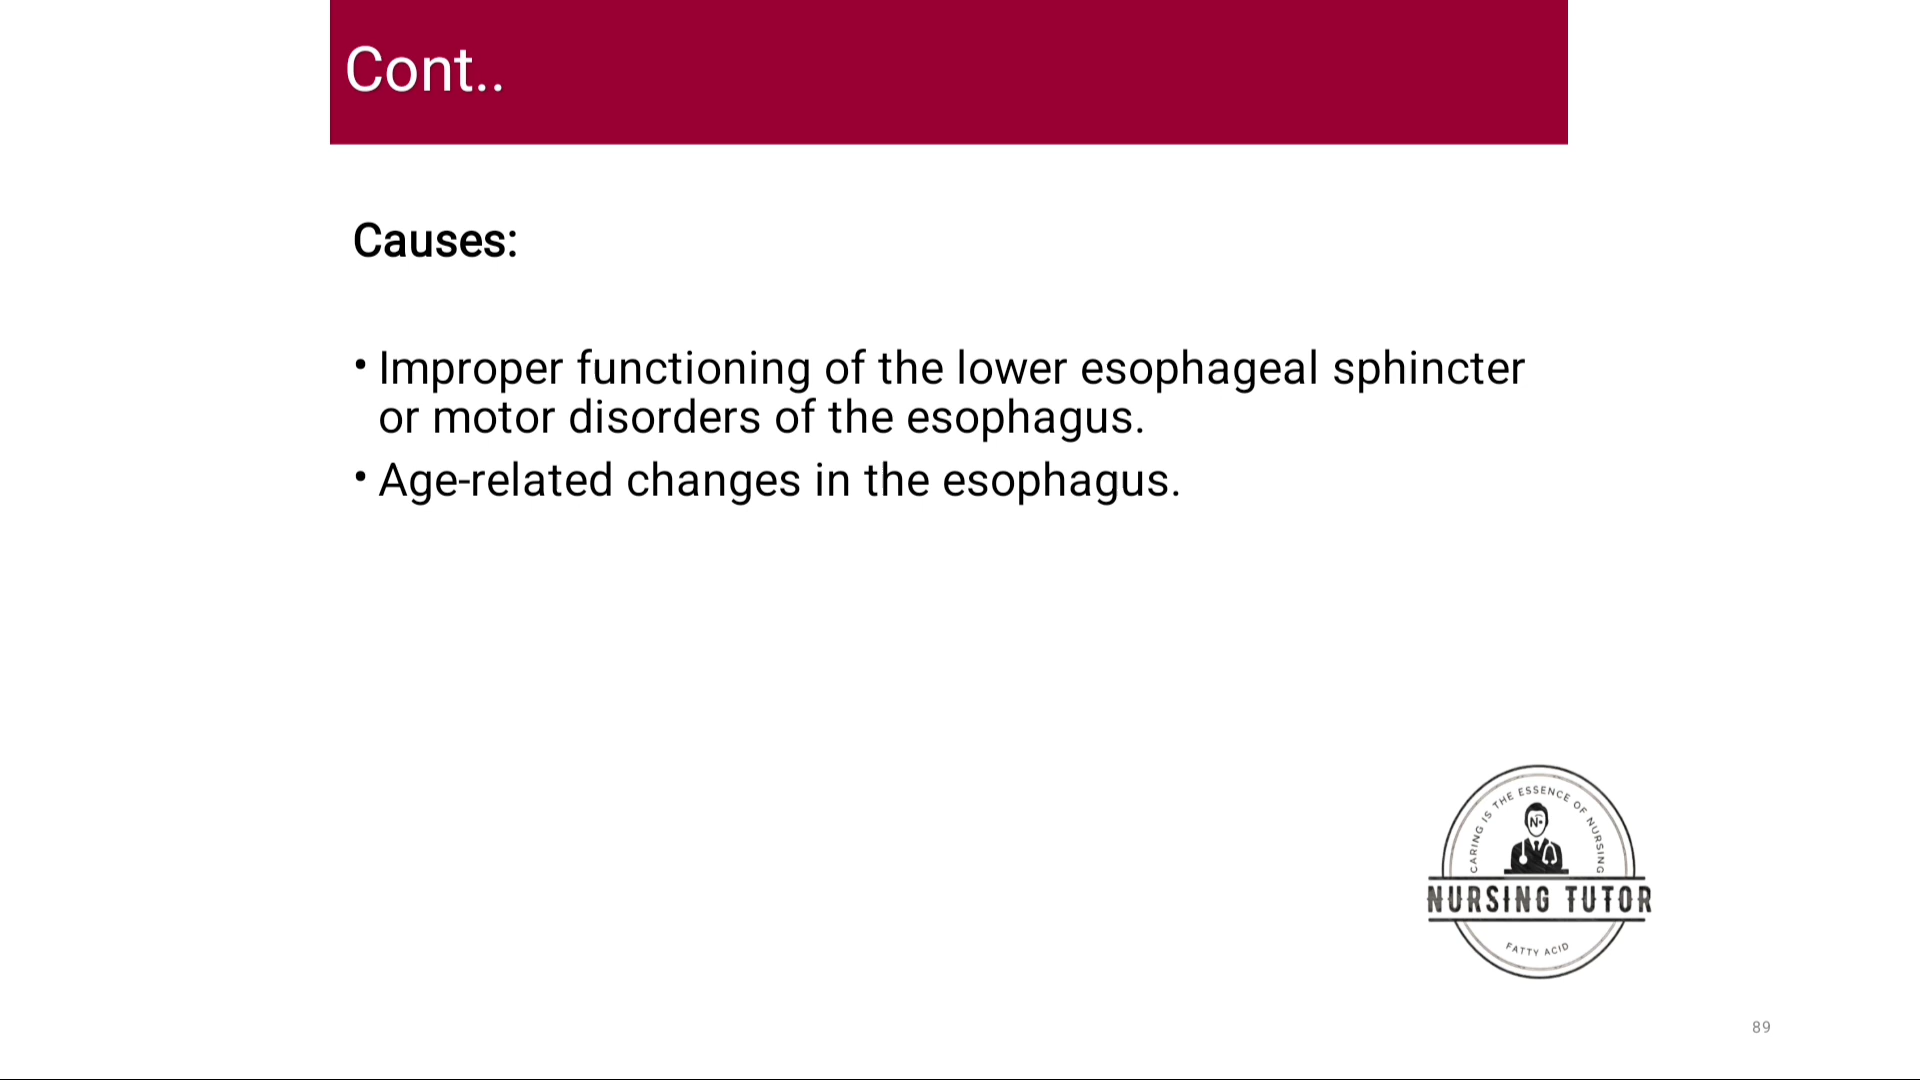 Cont..
Causes:
• Improper functioning of the lower esophageal sphincter
or motor disorders of the esophagus.
• Age-related changes in the esophagus.
CARING IS THE ESSENCE OF NURSING
N
NURSING TUTOR
FATTY ACID
89